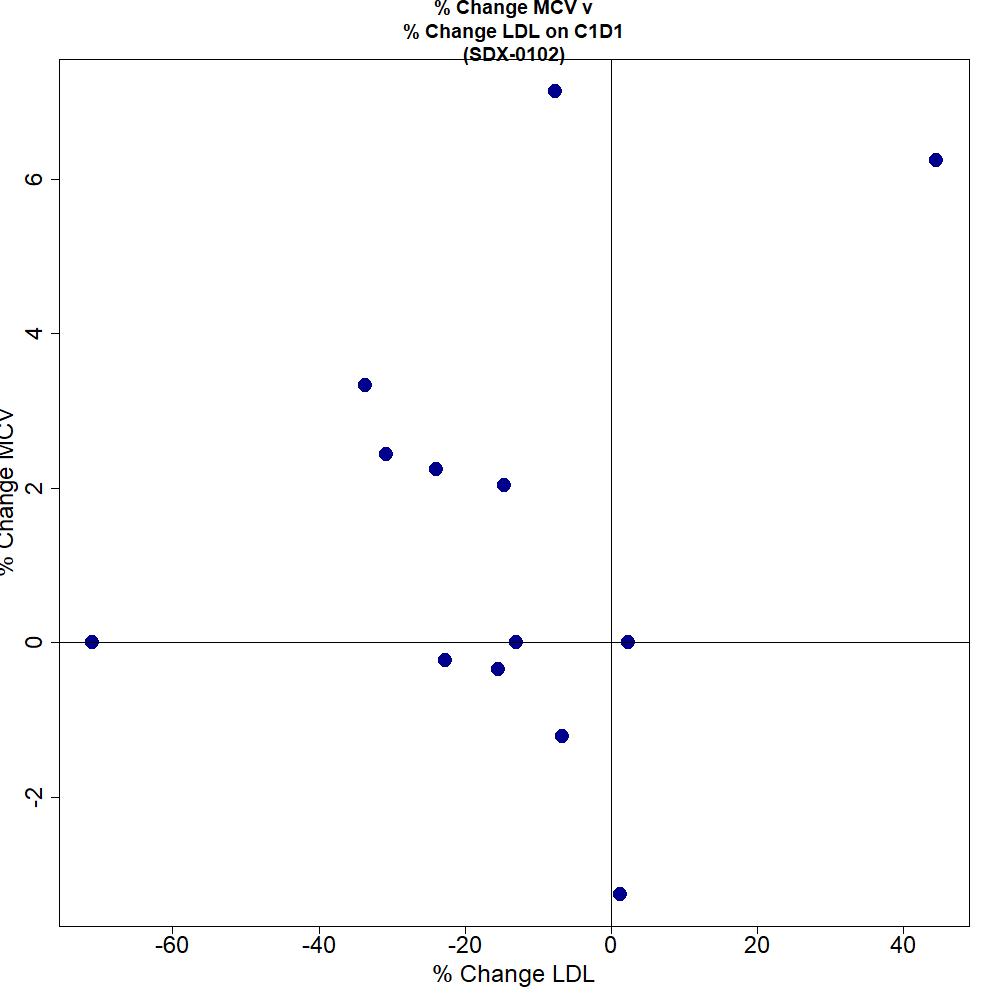 % Change MCV v
% Change LDL on C1D1
(SDX-0102)
% Change MCV
6
4
2
0
-2
-60
-40
-20
0
20
40
% Change LDL